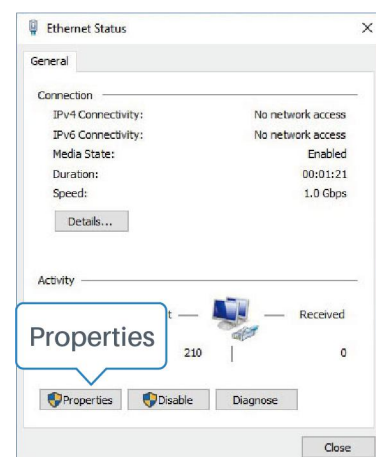 Ethernet Status
General
Connection
IPv4 Connectivity: No network access
IPv6 Connectivity: No network access
Media State: Enabled
Duration: 00:01:21
Speed: 1.0 Gbps
Details...
Activity
Received
Properties
210 0
Properties Disable Diagnose
Close